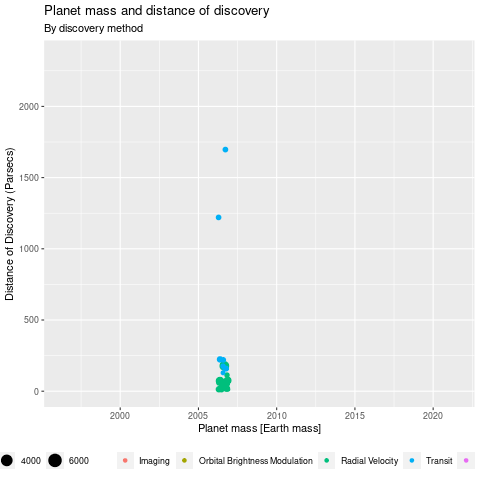 Planet mass and distance of discovery
By discovery method
Distance of Discovery (Parsecs)
2000
1500
1000
500
0
2000 2005 2010 2015 2020
Planet mass [Earth mass]
4000 6000 Imaging Orbital Brightness Modulation Radial Velocity Transit